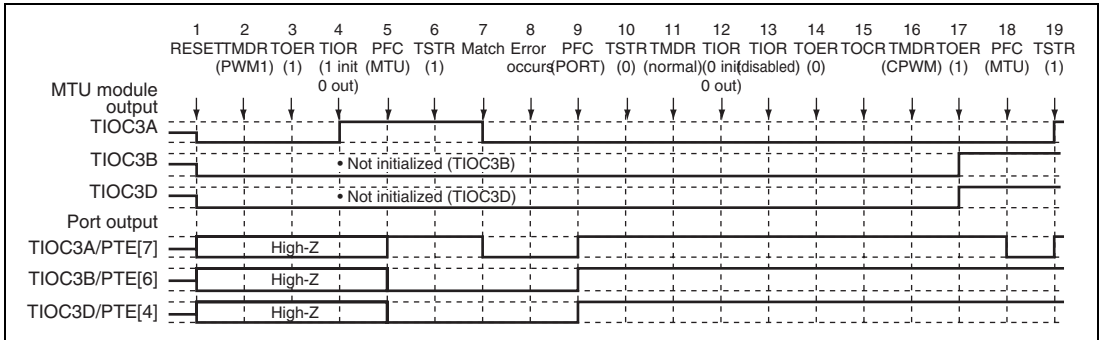 1 2 3 4 5 6 7 8 9 10 11 12 13 14 15 16 17 18 19
RESET TMDR TOER TIOR PFC TSTR Match Error PFC TSTR TMDR TIOR TIOR TOER TOCR TMDR TOER PFC TSTR
(PWM1) (1) (1 init (MTU) (1) occurs (PORT) (0) (normal) (0 init (disabled) (0) (CPWM) (1) (MTU) (1)
0 out) 0 out)
MTU module
output
TIOC3A
TIOC3B • Not initialized (TIOC3B)
TIOC3D • Not initialized (TIOC3D)
Port output
TIOC3A/PTE[7] High-Z
TIOC3B/PTE[6] High-Z
TIOC3D/PTE[4] High-Z